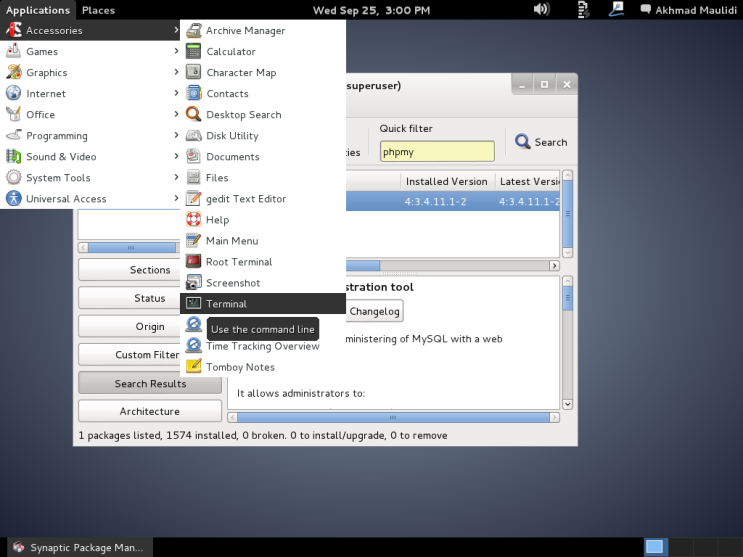 Applications Places Wed Sep 25, 3:00 PM Akhmad Maulidi
Accessories
Games
Graphics
Internet
Office
Programming
Sound & Video
System Tools
Universal Access
Archive Manager
Calculator
Character Map
Contacts
Desktop Search
Disk Utility
Documents
Files
gedit Text Editor
Help
Main Menu
Root Terminal
Screenshot
Terminal
Use the command line
Time Tracking Overview
Tomboy Notes
superuser)
Quick filter
ties phpmy Search
Installed Version Latest Versi
4:3.4.11.1-2 4:3.4.11.1-2
Sections
Status
Origin
Custom Filter
Search Results
Architecture
stration tool
Changelog
ministering of MySQL with a web
It allows administrators to:
1 packages listed, 1574 installed, 0 broken. 0 to install/upgrade, 0 to remove
Synaptic Package Man...